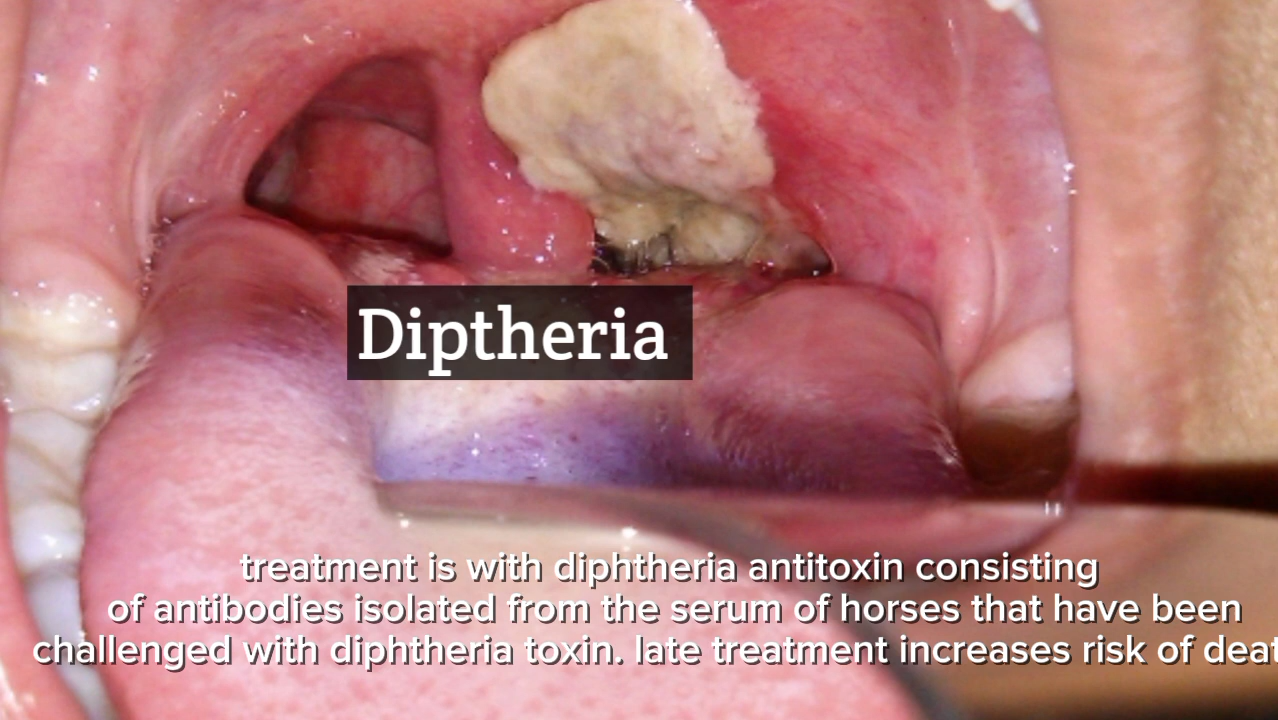 Diptheria
treatment is with diphtheria antitoxin consisting
of antibodies isolated from the serum of horses that have been
challenged with diphtheria toxin. late treatment increases risk of